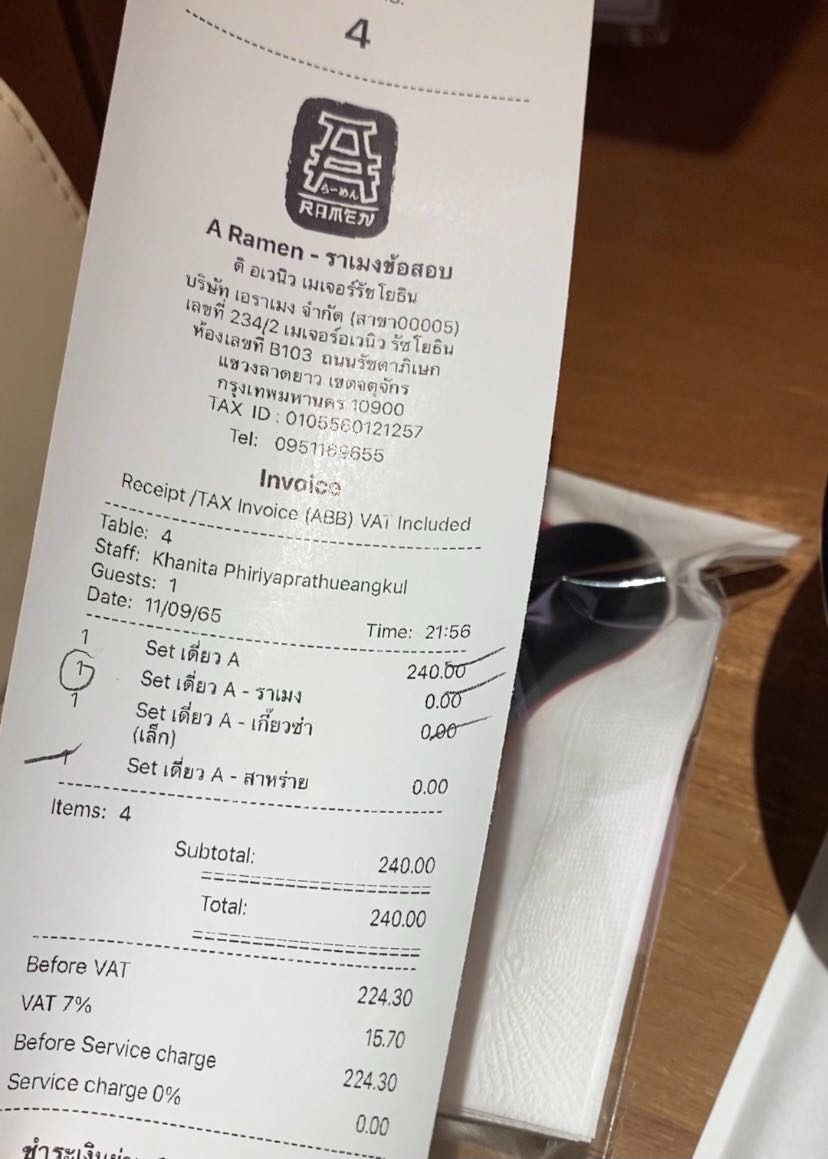 4
らーめん
RAMEN
A Ramen - ราเมงข้อสอบ
ดิ อเวนิว เมเจอร์รัชโยธิน
บริษัท เอราเมง จำกัด (สาขา00005)
เลขที่ 234/2 เมเจอร์อเวนิว รัชโยธิน
ห้องเลขที่ B103 ถนนรัชดาภิเษก
แขวงลาดยาว เขตจตุจักร
กรุงเทพมหานคร 10900
TAX ID : 0105560121257
Tel: 0951169655
Invoice
Receipt /TAX Invoice (ABB) VAT Included
Table: 4
Staff: Khanita Phiriyaprathueangkul
Guests: 1
Date: 11/09/65 Time: 21:56
1 Set เดี่ยว A 240.00
1 Set เดี่ยว A - ราเมง 0.00
1 Set เดี่ยว A - เกี๊ยวซ่า 0.00
(เล็ก)
1 Set เดี่ยว A - สาหร่าย 0.00
Items: 4
Subtotal: 240.00
Total: 240.00
Before VAT 224.30
VAT 7% 15.70
Before Service charge 224.30
Service charge 0% 0.00